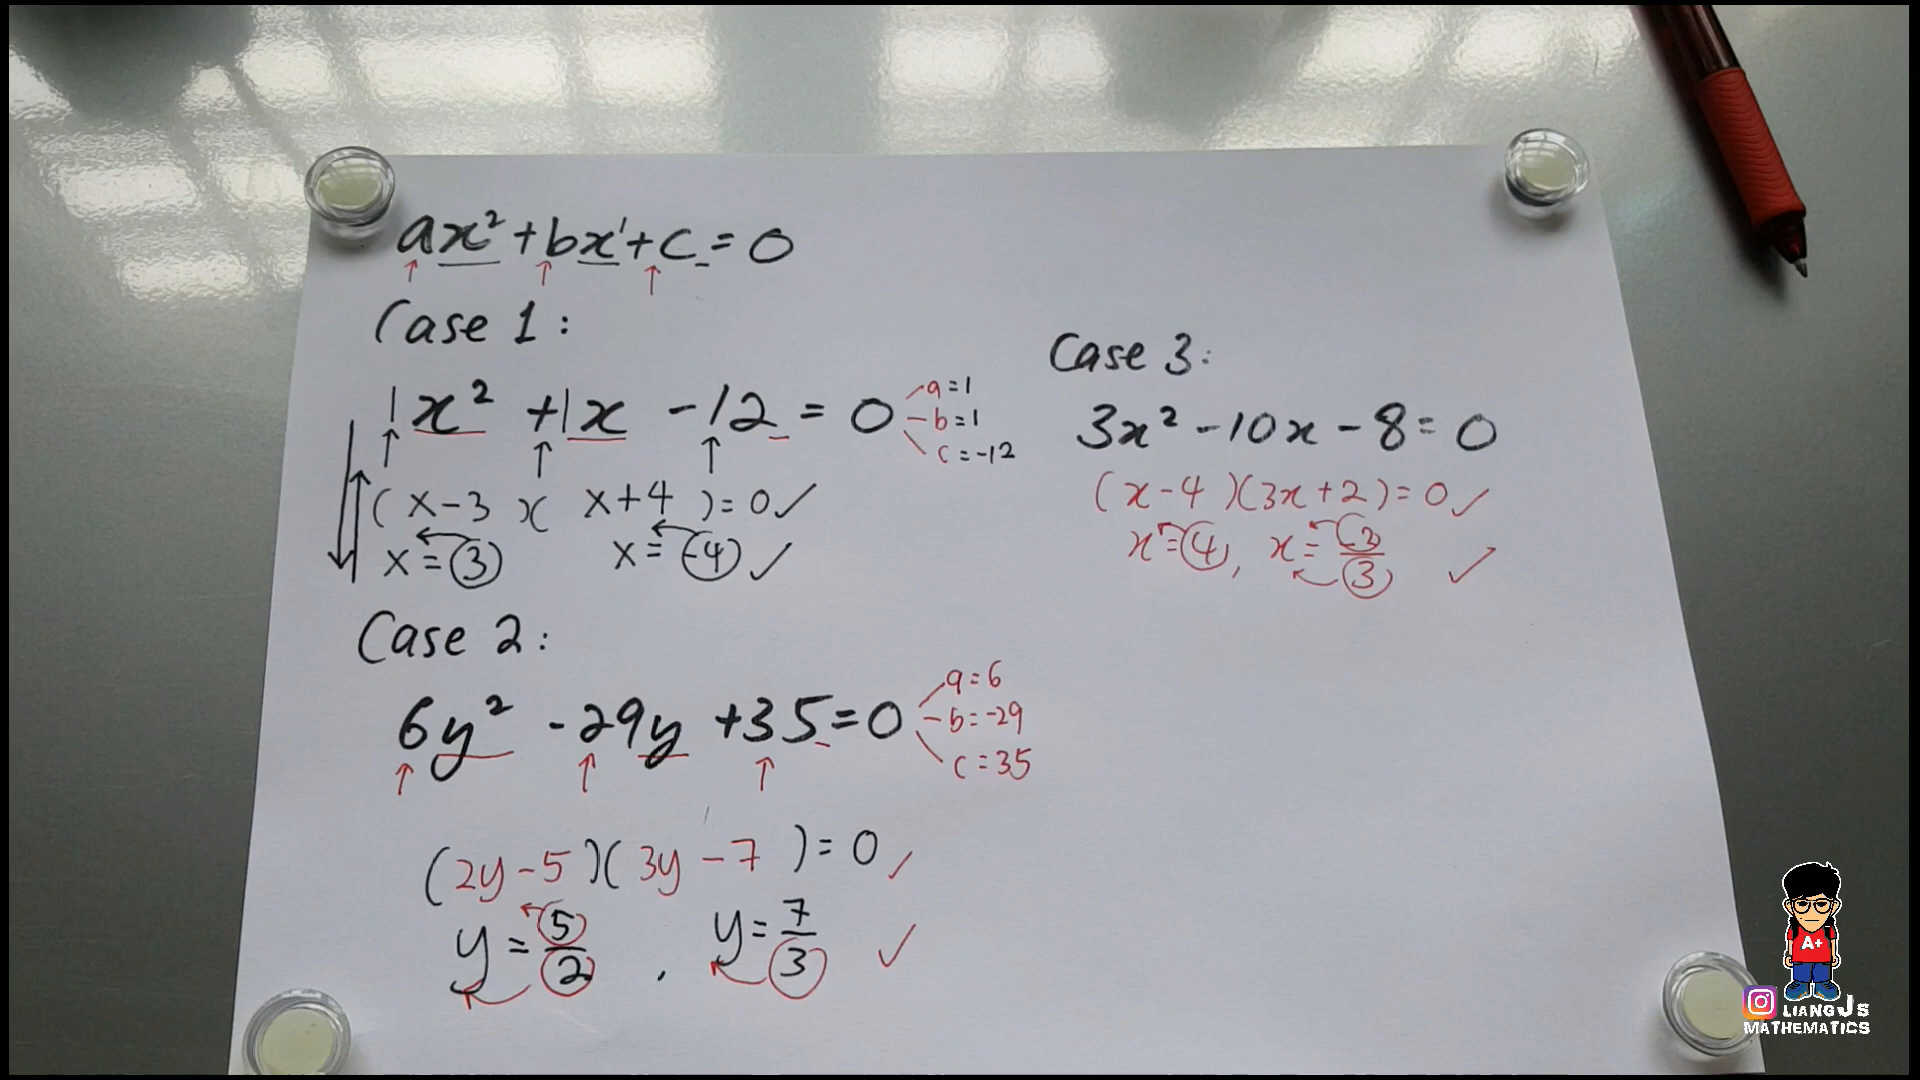 ax² + bx¹ + c = 0
Case 1:
1x² + 1x - 12 = 0
a = 1
b = 1
c = -12
(x-3)(x+4) = 0 ✓
x = 3 x = -4 ✓
Case 2:
6y² - 29y + 35 = 0
a = 6
b = -29
c = 35
(2y-5)(3y-7) = 0 ✓
y = 5/2 , y = 7/3 ✓
Case 3:
3x² - 10x - 8 = 0
(x-4)(3x+2) = 0 ✓
x = 4, x = -2/3 ✓
A+
LIANGJS
MATHEMATICS